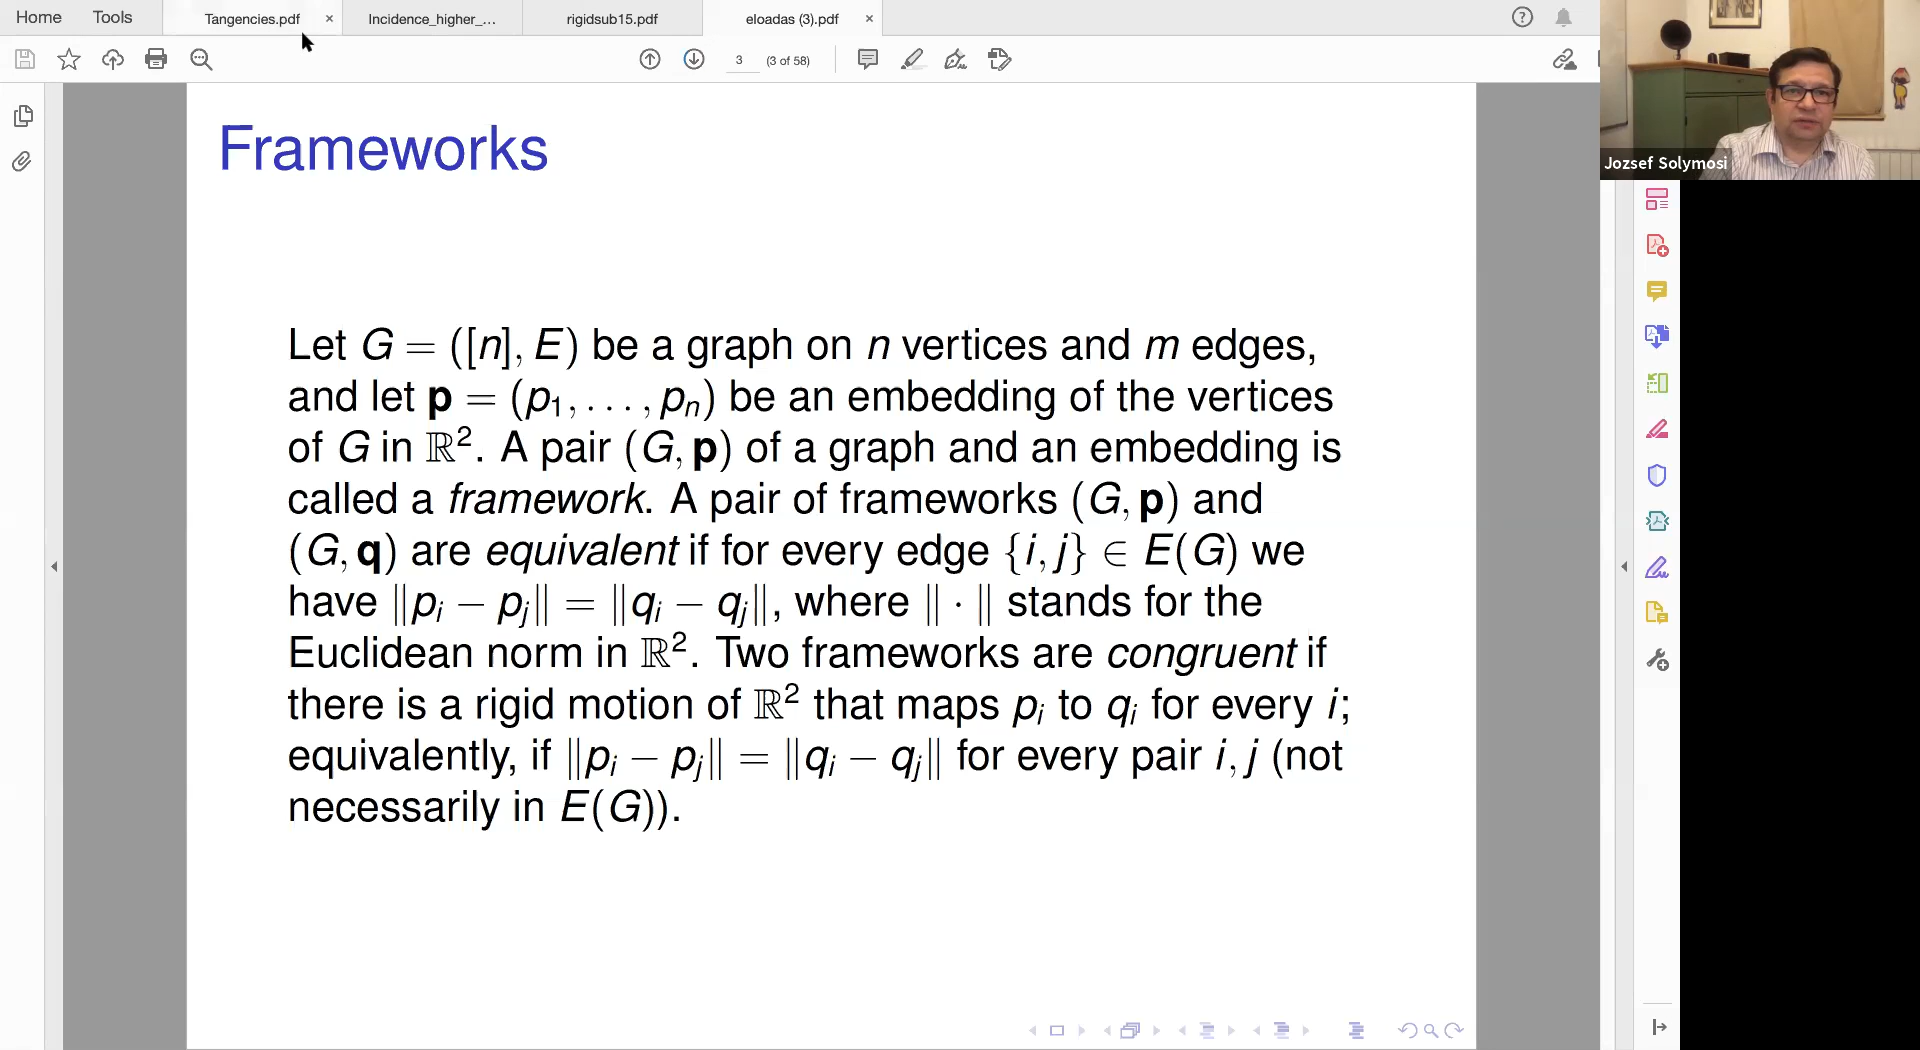 Home Tools Tangencies.pdf × Incidence_higher_... rigidsub15.pdf eloadas (3).pdf ×
3 (3 of 58)
Jozsef Solymosi
Frameworks
Let G = ([n], E) be a graph on n vertices and m edges,
and let p = (p₁, . . . , pₙ) be an embedding of the vertices
of G in ℝ². A pair (G, p) of a graph and an embedding is
called a framework. A pair of frameworks (G, p) and
(G, q) are equivalent if for every edge {i, j} ∈ E(G) we
have ‖pᵢ − pⱼ‖ = ‖qᵢ − qⱼ‖, where ‖ · ‖ stands for the
Euclidean norm in ℝ². Two frameworks are congruent if
there is a rigid motion of ℝ² that maps pᵢ to qᵢ for every i;
equivalently, if ‖pᵢ − pⱼ‖ = ‖qᵢ − qⱼ‖ for every pair i, j (not
necessarily in E(G)).